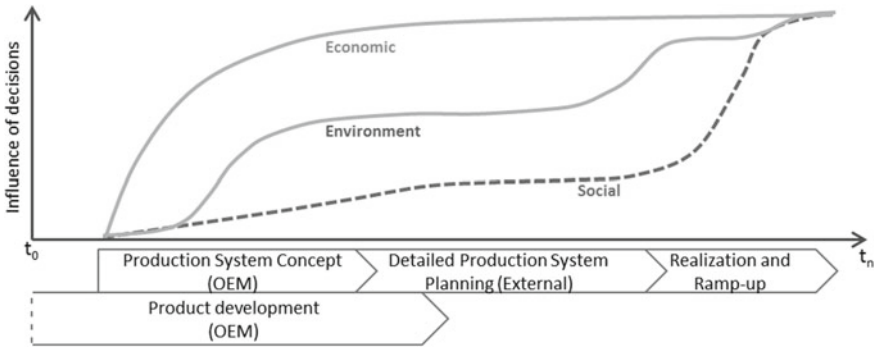 Influence of decisions
Economic
Environment
Social
t0
tn
Production System Concept
(OEM)
Detailed Production System
Planning (External)
Realization and
Ramp-up
Product development
(OEM)